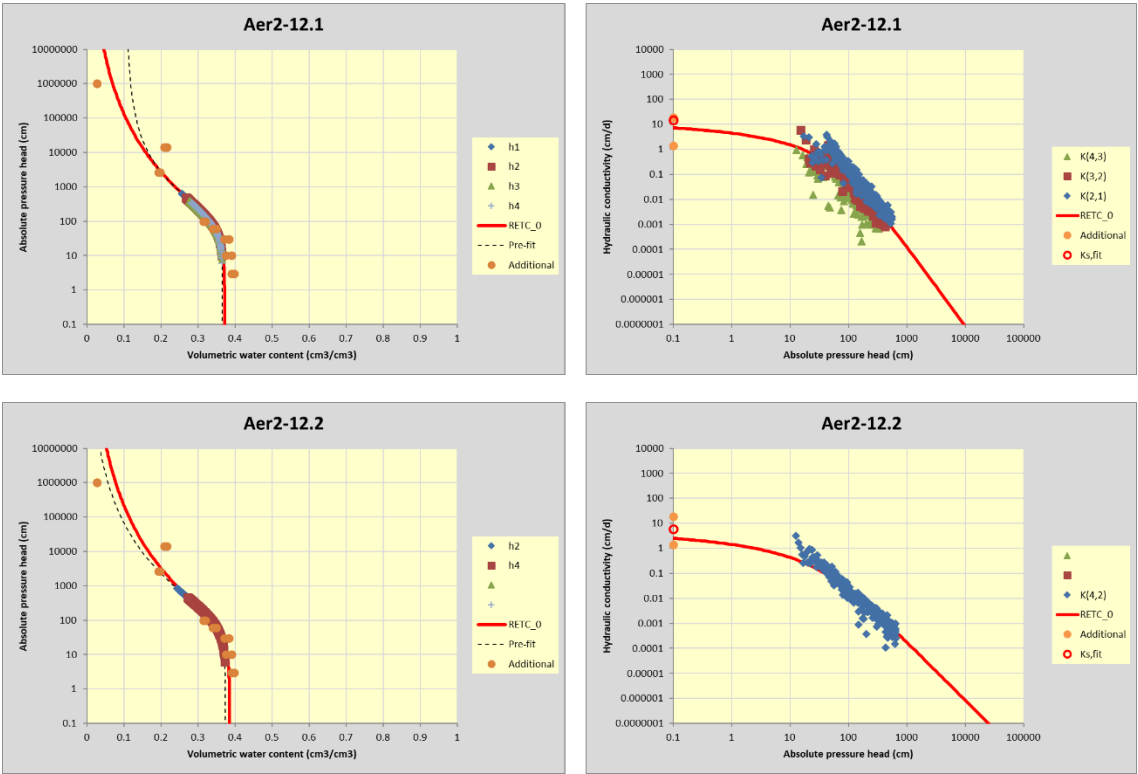 Aer2-12.1
Absolute pressure head (cm)
10000000
1000000
100000
10000
1000
100
10
1
0.1
0 0.1 0.2 0.3 0.4 0.5 0.6 0.7 0.8 0.9 1
Volumetric water content (cm3/cm3)
h1
h2
h3
h4
RETC_0
Pre-fit
Additional
Aer2-12.1
Hydraulic conductivity (cm/d)
10000
1000
100
10
1
0.1
0.01
0.001
0.0001
0.00001
0.000001
0.0000001
0.1 1 10 100 1000 10000 100000
Absolute pressure head (cm)
K(4,3)
K(3,2)
K(2,1)
RETC_0
Additional
Ks,fit
Aer2-12.2
Absolute pressure head (cm)
10000000
1000000
100000
10000
1000
100
10
1
0.1
0 0.1 0.2 0.3 0.4 0.5 0.6 0.7 0.8 0.9 1
Volumetric water content (cm3/cm3)
h2
h4
RETC_0
Pre-fit
Additional
Aer2-12.2
Hydraulic conductivity (cm/d)
10000
1000
100
10
1
0.1
0.01
0.001
0.0001
0.00001
0.000001
0.0000001
0.1 1 10 100 1000 10000 100000
Absolute pressure head (cm)
K(4,2)
RETC_0
Additional
Ks,fit